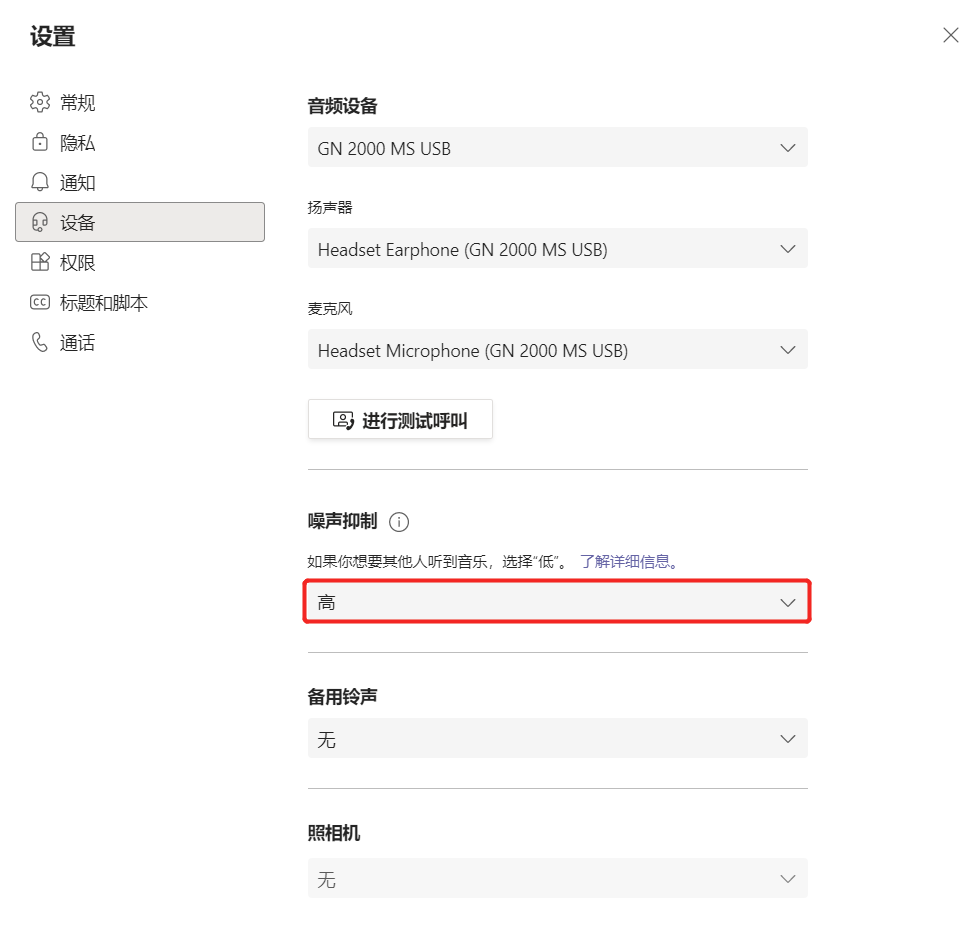 设置
常规
隐私
通知
设备
权限
标题和脚本
通话
音频设备
GN 2000 MS USB
扬声器
Headset Earphone (GN 2000 MS USB)
麦克风
Headset Microphone (GN 2000 MS USB)
进行测试呼叫
噪声抑制
如果你想要其他人听到音乐，选择“低”。 了解详细信息。
高
备用铃声
无
照相机
无